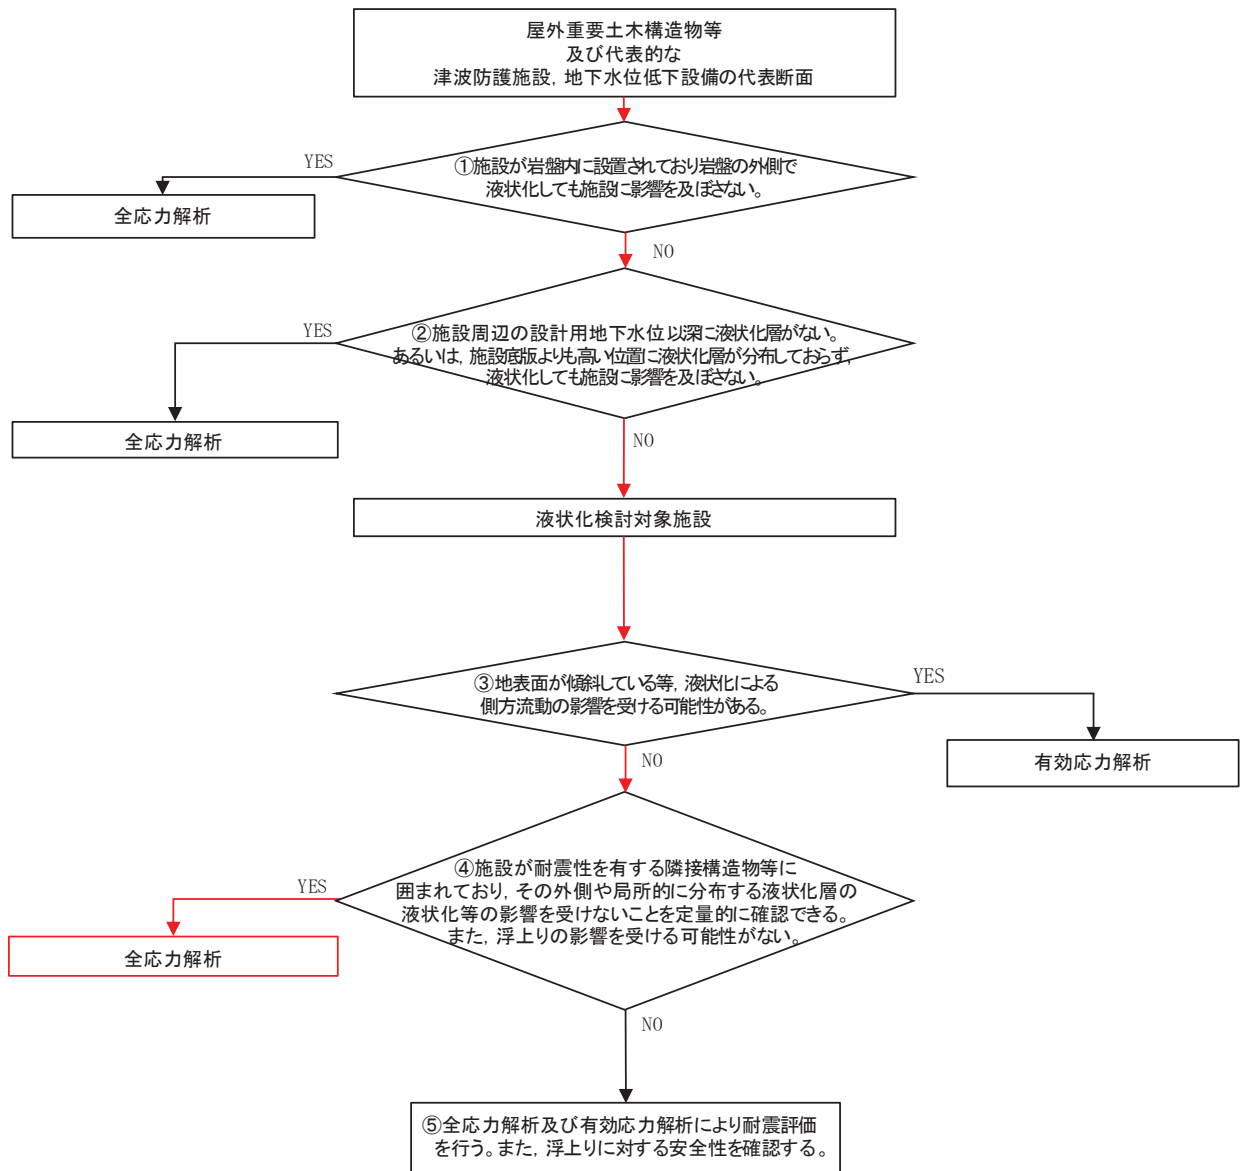 屋外重要土木構造物等
及び代表的な
津波防護施設，地下水位低下設備の代表断面
①施設が岩盤内に設置されており岩盤の外側で
液状化しても施設に影響を及ぼさない。
YES
全応力解析
NO
②施設周辺の設計用地下水位以深に液状化層がない。
あるいは，施設底版よりも高い位置に液状化層が分布しておらず，
液状化しても施設に影響を及ぼさない。
YES
全応力解析
NO
液状化検討対象施設
③地表面が傾斜している等，液状化による
側方流動の影響を受ける可能性がある。
YES
有効応力解析
NO
④施設が耐震性を有する隣接構造物等に
囲まれており，その外側や局所的に分布する液状化層の
液状化等の影響を受けないことを定量的に確認できる。
また，浮上りの影響を受ける可能性がない。
YES
全応力解析
NO
⑤全応力解析及び有効応力解析により耐震評価
を行う。また，浮上りに対する安全性を確認する。